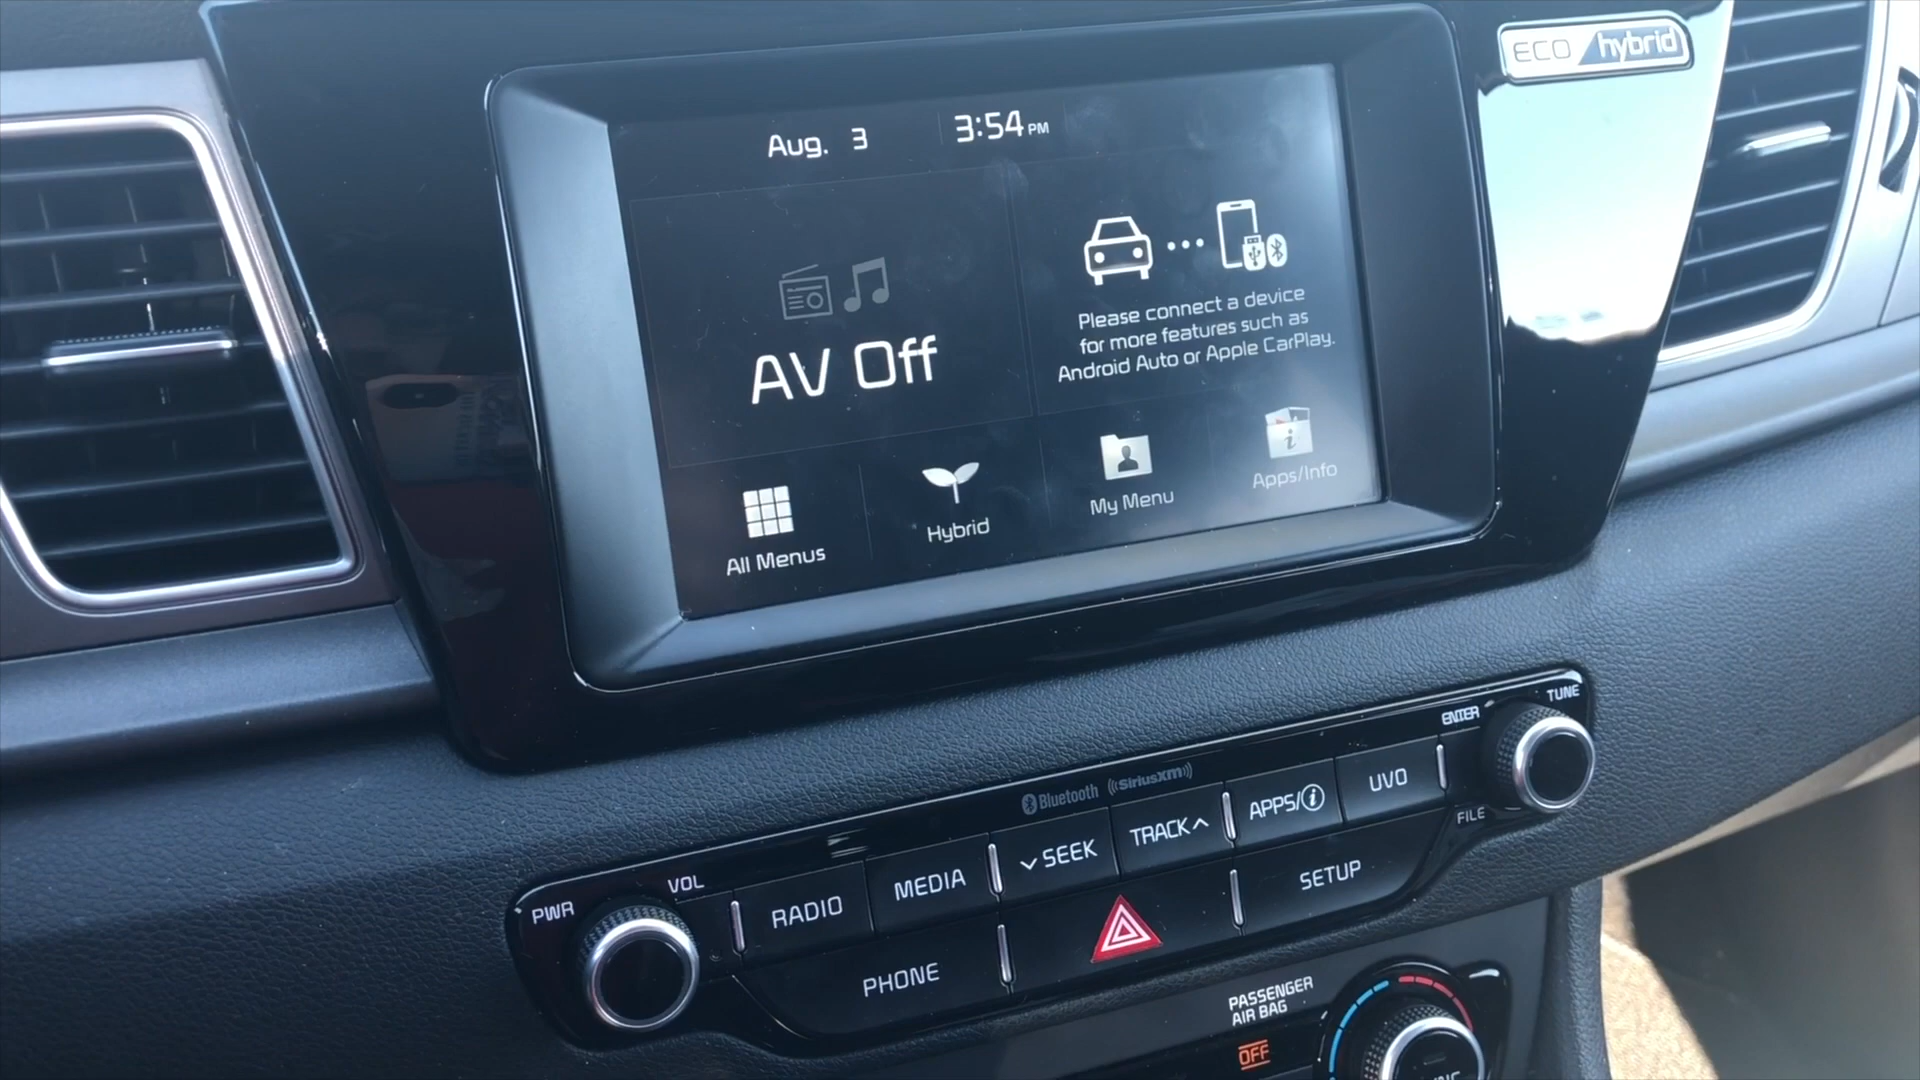 ECO hybrid
Aug. 3 3:54 PM
AV Off
Please connect a device
for more features such as
Android Auto or Apple CarPlay.
All Menus
Hybrid
My Menu
Apps/Info
TUNE
ENTER
Bluetooth SiriusXM
PWR
VOL
RADIO
MEDIA
SEEK
TRACK
APPS/i
UVO
FILE
PHONE
SETUP
PASSENGER
AIR BAG
OFF